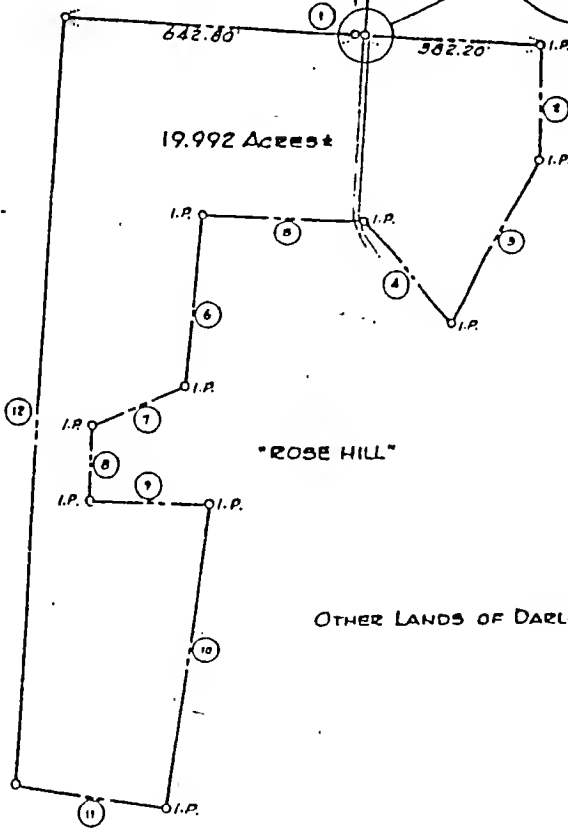 1
642.80'
382.20'
I.P.
2
19.992 ACRES±
I.P.
I.P.
5
I.P.
3
4
6
I.P.
I.P.
12
7
I.P.
"ROSE HILL"
8
I.P.
9
I.P.
OTHER LANDS OF
10
11
I.P.